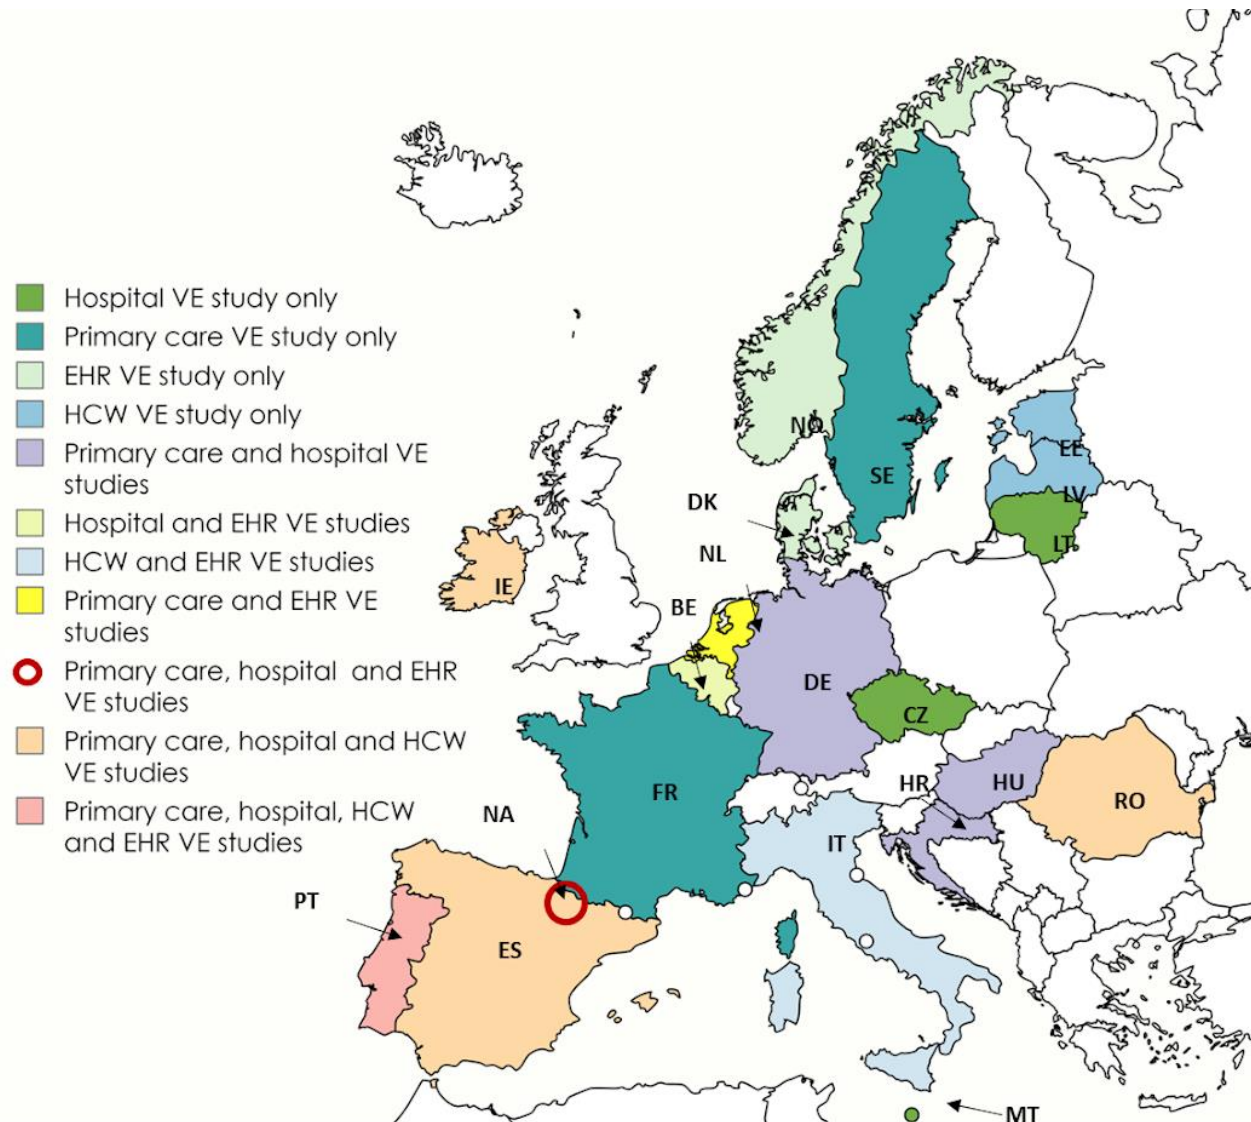 Hospital VE study only
Primary care VE study only
EHR VE study only
HCW VE study only
Primary care and hospital VE
studies
Hospital and EHR VE studies
HCW and EHR VE studies
Primary care and EHR VE
studies
Primary care, hospital and EHR
VE studies
Primary care, hospital and HCW
VE studies
Primary care, hospital, HCW
and EHR VE studies
NO
SE
EE
LV
LT
DK
NL
BE
IE
DE
CZ
FR
HR
HU
RO
NA
IT
PT
ES
MT